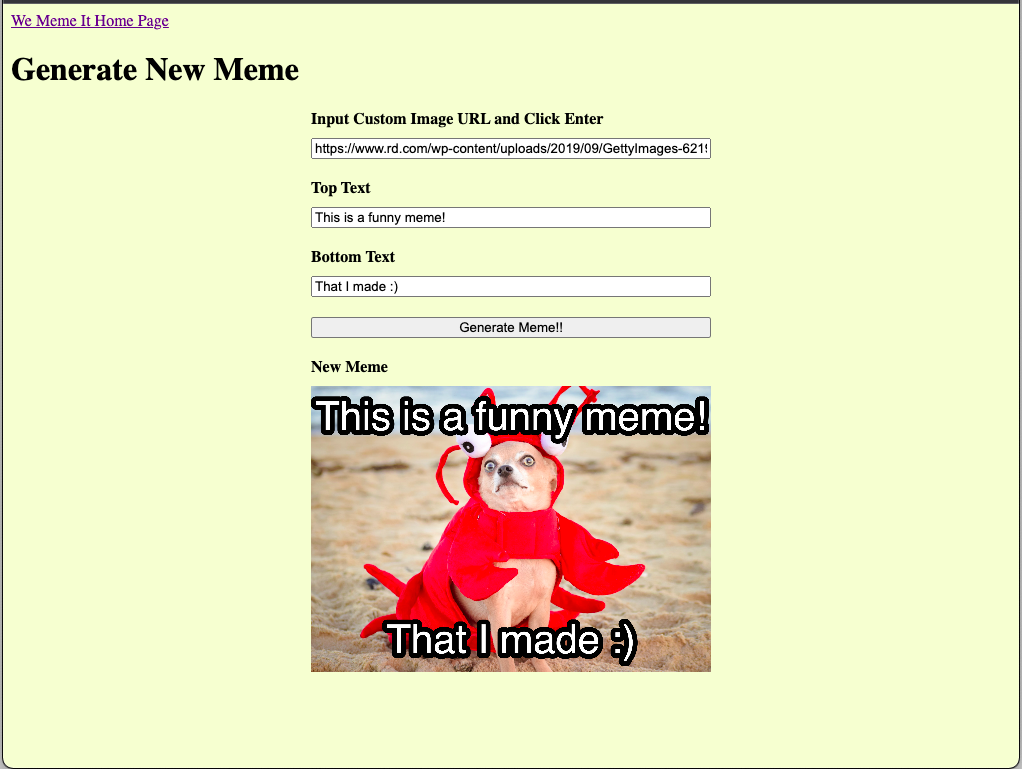 We Meme It Home Page
Generate New Meme
Input Custom Image URL and Click Enter
https://www.rd.com/wp-content/uploads/2019/09/GettyImages-621
Top Text
This is a funny meme!
Bottom Text
That I made :)
Generate Meme!!
New Meme
This is a funny meme!
That I made :)